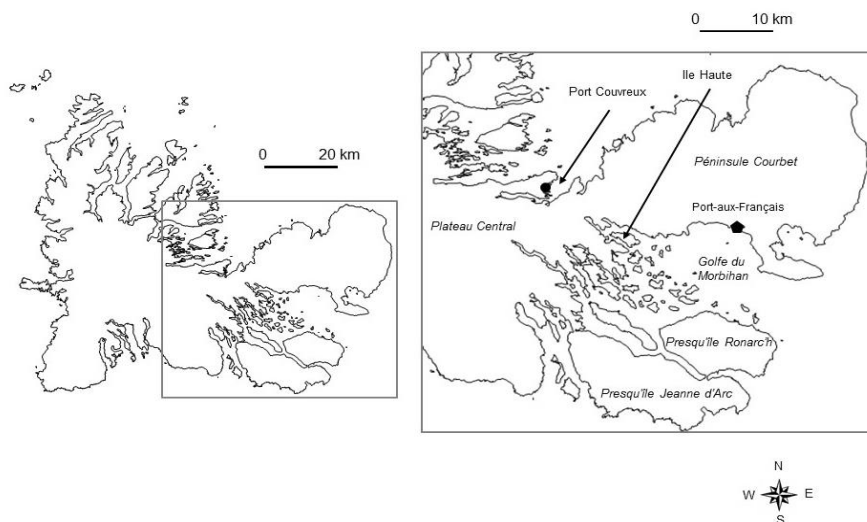 0 10 km
Ile Haute
Port Couvreux
0 20 km
Péninsule Courbet
Port-aux-Français
Plateau Central
Golfe du
Morbihan
Presqu'île Ronarc'h
Presqu'île Jeanne d'Arc
N
W E
S